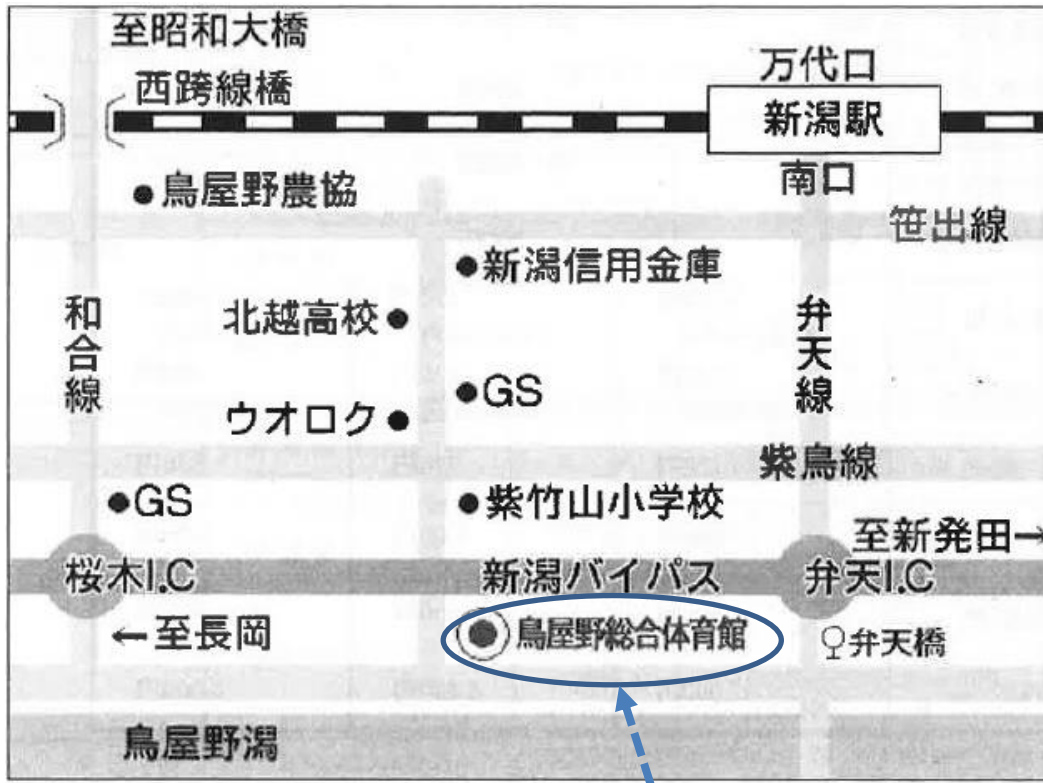 至昭和大橋
西跨線橋
万代口
新潟駅
南口
鳥屋野農協
笹出線
新潟信用金庫
北越高校
和合線
弁天線
GS
ウオロク
紫鳥線
GS
紫竹山小学校
至新発田→
桜木I.C
新潟バイパス
弁天I.C
←至長岡
鳥屋野総合体育館
弁天橋
鳥屋野潟